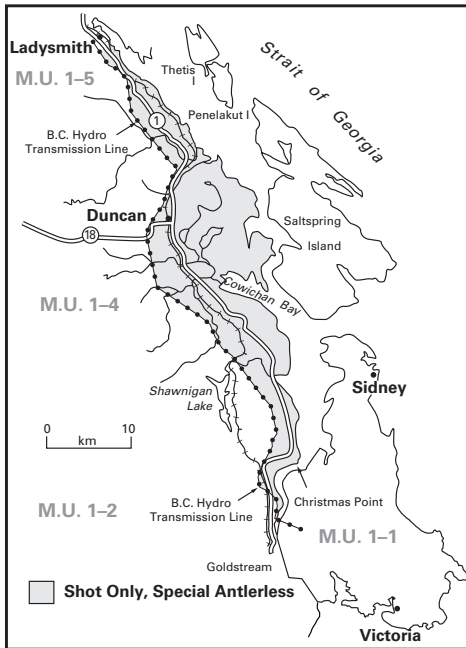 Ladysmith
M.U. 1–5
Thetis
I
Penelakut I
Strait of Georgia
B.C. Hydro
Transmission Line
1
Duncan
18
Saltspring
Island
M.U. 1–4
Cowichan Bay
Shawnigan
Lake
Sidney
0 10
km
M.U. 1–2
B.C. Hydro
Transmission Line
Christmas Point
M.U. 1–1
Goldstream
Shot Only, Special Antlerless
Victoria